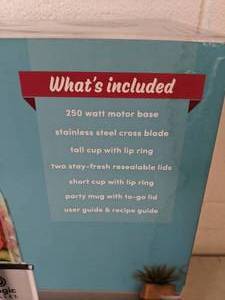 What's included
250 watt motor base
stainless steel cross blade
tall cup with lip ring
two stay-fresh resealable lids
short cup with lip ring
party mug with to-go lid
user guide & recipe guide